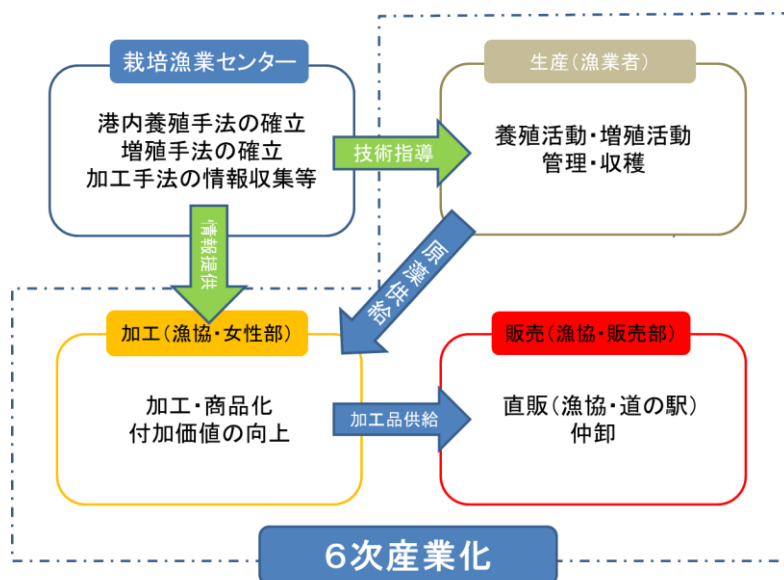 栽培漁業センター
港内養殖手法の確立
増殖手法の確立
加工手法の情報収集等
技術指導
生産(漁業者)
養殖活動・増殖活動
管理・収穫
情報提供
原藻供給
加工(漁協・女性部)
加工・商品化
付加価値の向上
加工品供給
販売(漁協・販売部)
直販(漁協・道の駅)
仲卸
6次産業化